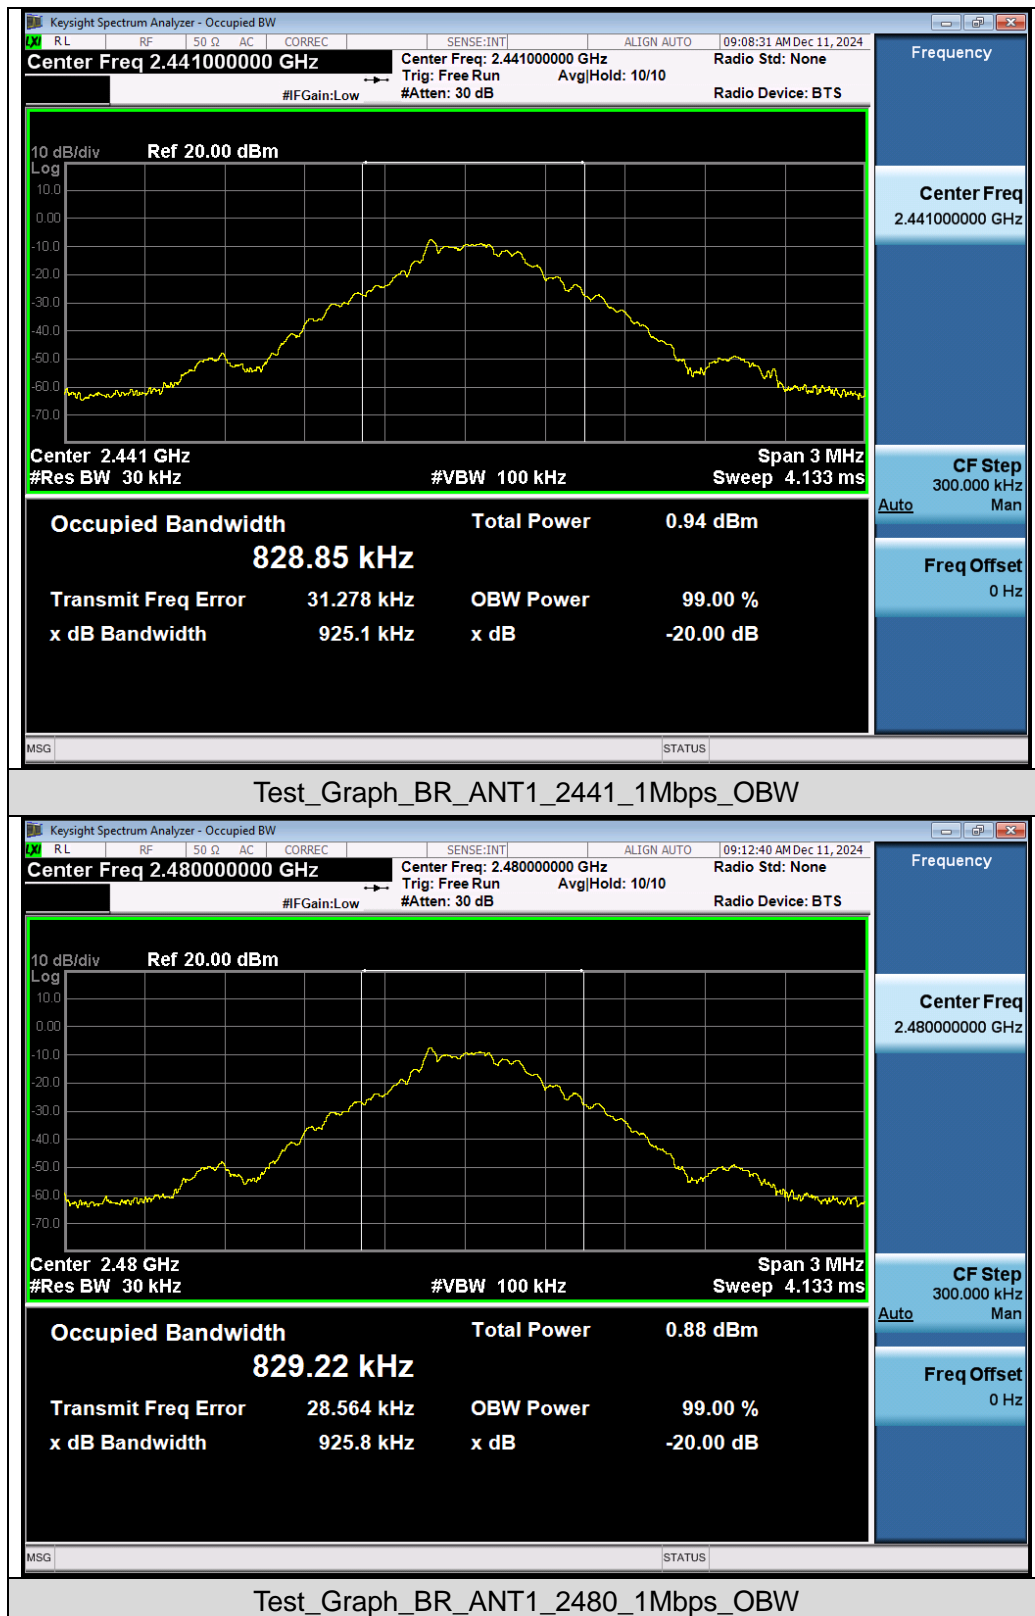 Keysight Spectrum Analyzer - Occupied BW
LXI RL RF 50 Ω AC CORREC SENSE:INT ALIGN AUTO 09:08:31 AM Dec 11, 2024
Center Freq 2.441000000 GHz Center Freq: 2.441000000 GHz Radio Std: None
Trig: Free Run Avg|Hold: 10/10
#IFGain:Low #Atten: 30 dB Radio Device: BTS
Frequency
10 dB/div Ref 20.00 dBm
Log
10.0
0.00
-10.0
-20.0
-30.0
-40.0
-50.0
-60.0
-70.0
Center Freq
2.441000000 GHz
Center 2.441 GHz Span 3 MHz
#Res BW 30 kHz #VBW 100 kHz Sweep 4.133 ms
CF Step
300.000 kHz
Auto Man
Occupied Bandwidth Total Power 0.94 dBm
828.85 kHz
Transmit Freq Error 31.278 kHz OBW Power 99.00 %
x dB Bandwidth 925.1 kHz x dB -20.00 dB
Freq Offset
0 Hz
MSG STATUS
Test_Graph_BR_ANT1_2441_1Mbps_OBW
Keysight Spectrum Analyzer - Occupied BW
LXI RL RF 50 Ω AC CORREC SENSE:INT ALIGN AUTO 09:12:40 AM Dec 11, 2024
Center Freq 2.480000000 GHz Center Freq: 2.480000000 GHz Radio Std: None
Trig: Free Run Avg|Hold: 10/10
#IFGain:Low #Atten: 30 dB Radio Device: BTS
Frequency
10 dB/div Ref 20.00 dBm
Log
10.0
0.00
-10.0
-20.0
-30.0
-40.0
-50.0
-60.0
-70.0
Center Freq
2.480000000 GHz
Center 2.48 GHz Span 3 MHz
#Res BW 30 kHz #VBW 100 kHz Sweep 4.133 ms
CF Step
300.000 kHz
Auto Man
Occupied Bandwidth Total Power 0.88 dBm
829.22 kHz
Transmit Freq Error 28.564 kHz OBW Power 99.00 %
x dB Bandwidth 925.8 kHz x dB -20.00 dB
Freq Offset
0 Hz
MSG STATUS
Test_Graph_BR_ANT1_2480_1Mbps_OBW